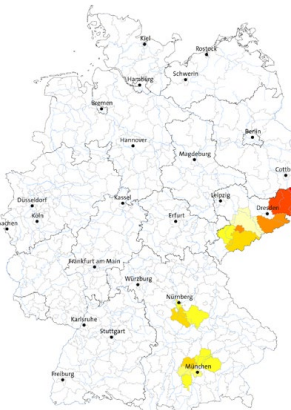 Kiel
Rostock
Schwerin
Hamburg
Bremen
Berlin
Hannover
Magdeburg
Cottb
Leipzig
Dresden
Düsseldorf
Köln
Kassel
Erfurt
achen
Frankfurt am Main
Würzburg
Nürnberg
Karlsruhe
Stuttgart
München
Freiburg